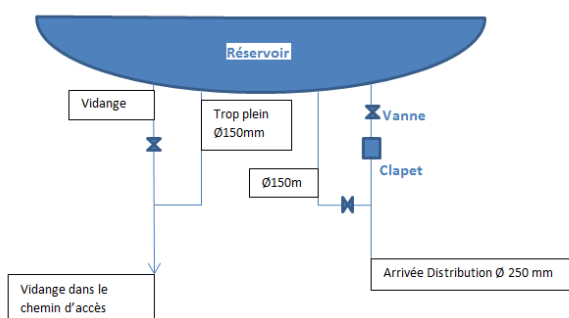 Réservoir
Vidange
Trop plein
Ø150mm
Vanne
Clapet
Ø150m
Arrivée Distribution Ø 250 mm
Vidange dans le
chemin d’accès